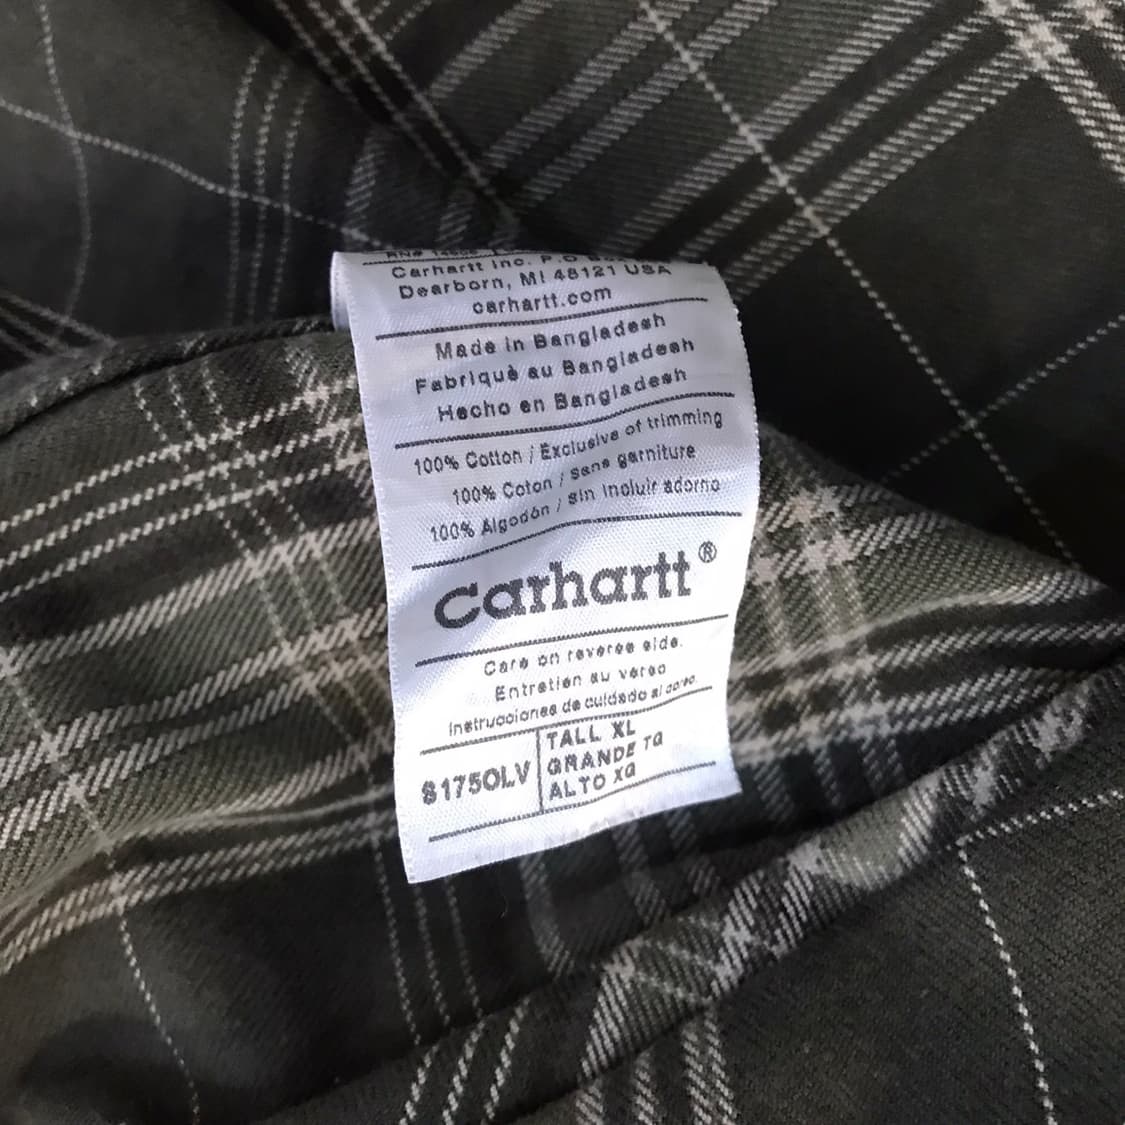 Carhartt Inc. P.O
Dearborn, MI 48121 USA
carhartt.com
Made in Bangladesh
Fabriquè au Bangladesh
Hecho en Bangladesh
100% Cotton / Exclusive of trimming
100% Coton / sans garniture
100% Algodón / sin incluir adorno
Carhartt®
Care on reverse side.
Entretien au verso
Instrucciones de cuidado al dorso.
S175OLV
TALL XL
GRANDE TG
ALTO XG